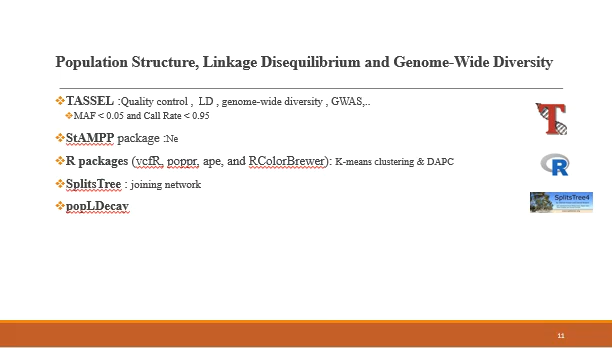 Population Structure, Linkage Disequilibrium and Genome-Wide Diversity
❖TASSEL :Quality control , LD , genome-wide diversity , GWAS,..
❖MAF < 0.05 and Call Rate < 0.95
❖StAMPP package :Ne
❖R packages (vcfR, poppr, ape, and RColorBrewer): K-means clustering & DAPC
❖SplitsTree : joining network
❖popLDecay
T
R
SplitsTree4
11